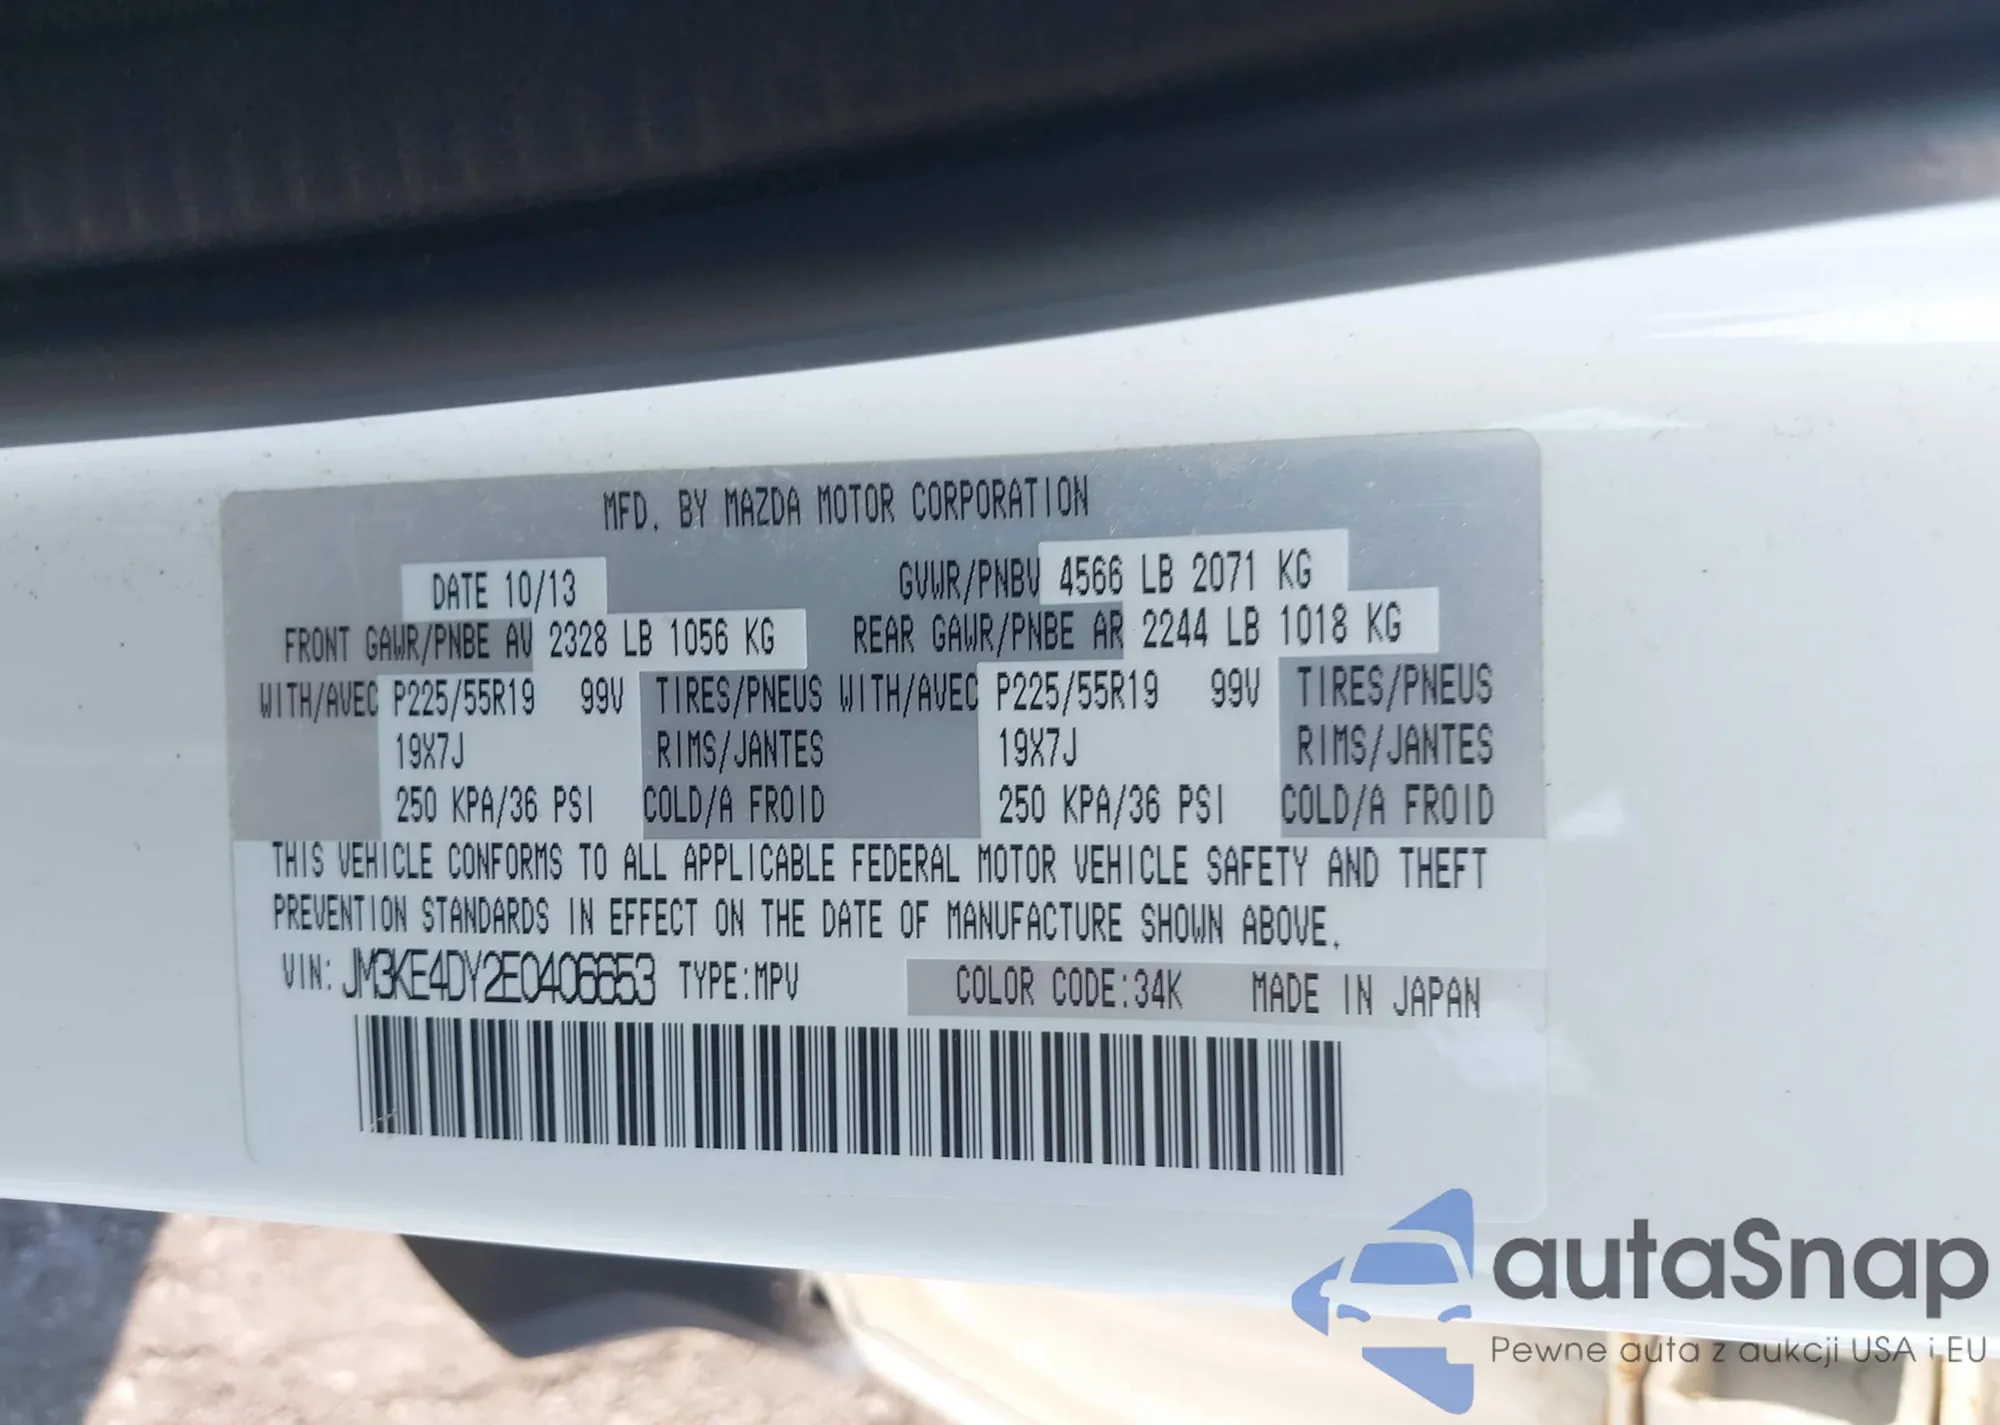 MFD. BY MAZDA MOTOR CORPORATION
DATE 10/13 GVWR/PNBV 4566 LB 2071 KG
FRONT GAWR/PNBE AV 2328 LB 1056 KG REAR GAWR/PNBE AR 2244 LB 1018 KG
WITH/AVEC P225/55R19 99V TIRES/PNEUS WITH/AVEC P225/55R19 99V TIRES/PNEUS
19X7J RIMS/JANTES 19X7J RIMS/JANTES
250 KPA/36 PSI COLD/A FROID 250 KPA/36 PSI COLD/A FROID
THIS VEHICLE CONFORMS TO ALL APPLICABLE FEDERAL MOTOR VEHICLE SAFETY AND THEFT
PREVENTION STANDARDS IN EFFECT ON THE DATE OF MANUFACTURE SHOWN ABOVE.
VIN: JM3KE4DY2E0406653 TYPE:MPV COLOR CODE:34K MADE IN JAPAN
autaSnap
Pewne auta z aukcji USA i EU